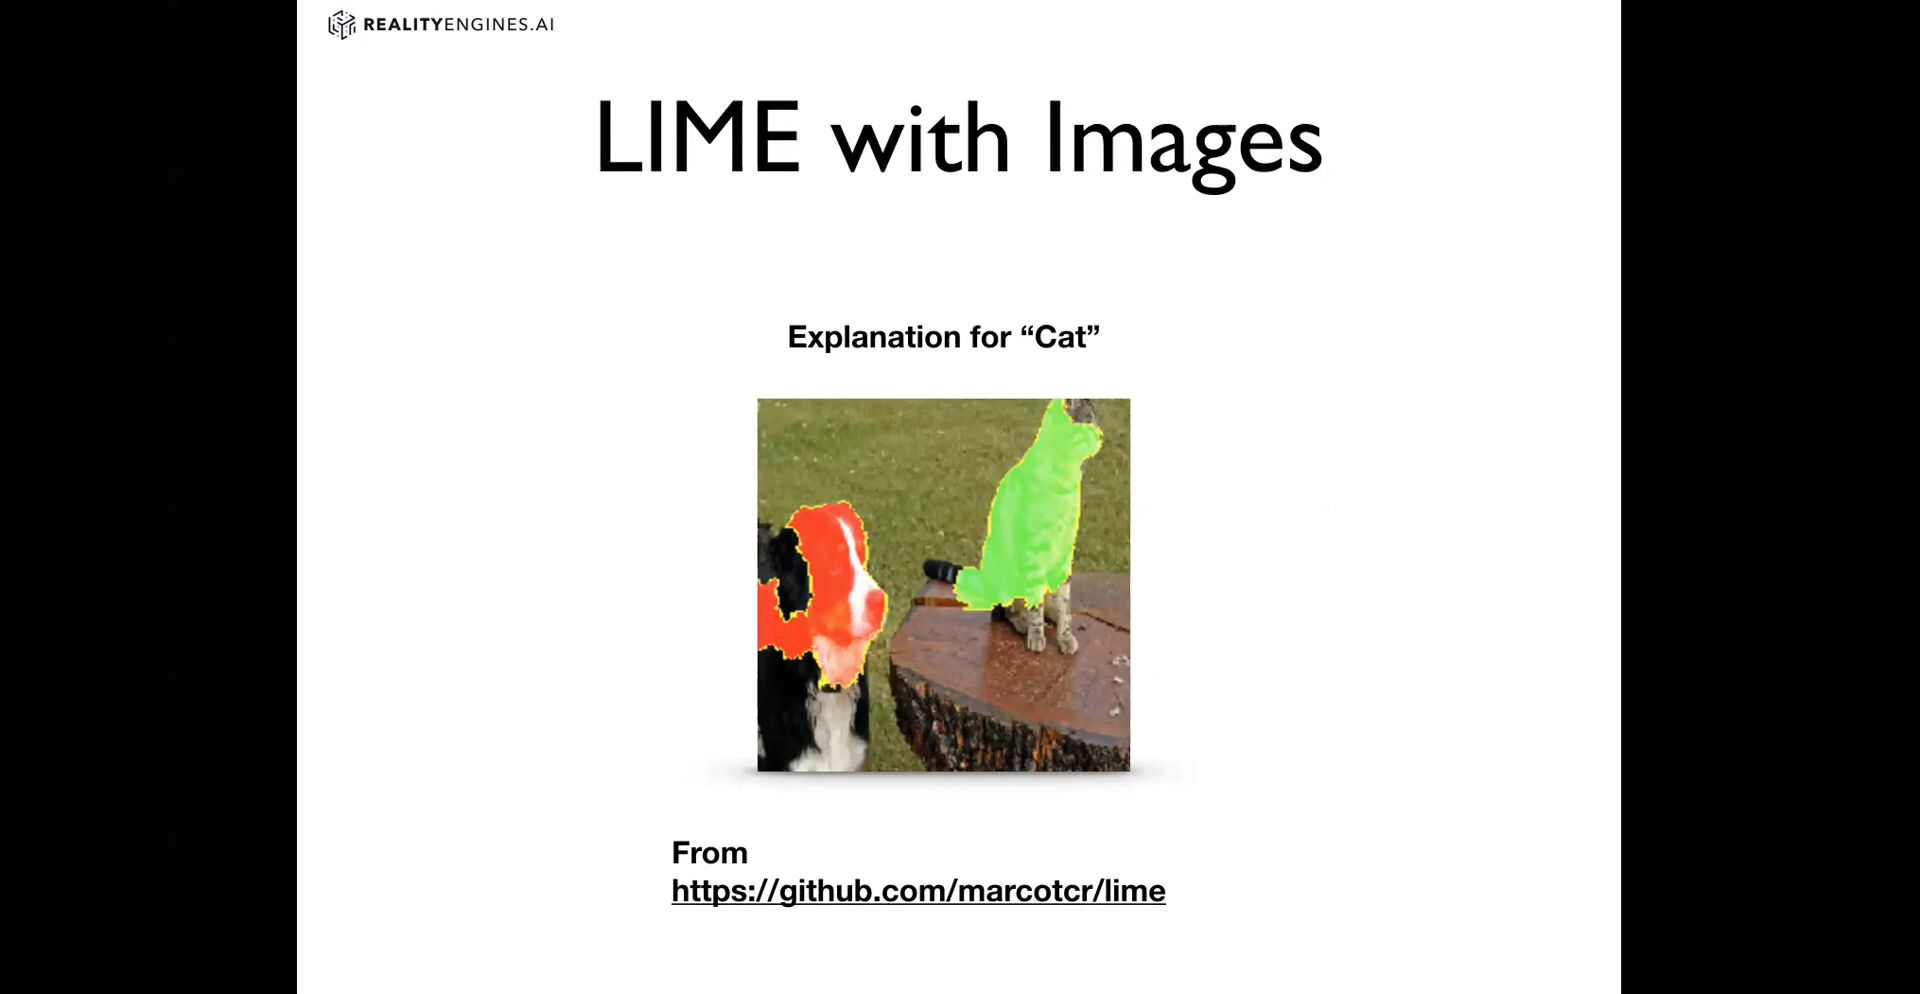 REALITYENGINES.AI
LIME with Images
Explanation for “Cat”
From
https://github.com/marcotcr/lime